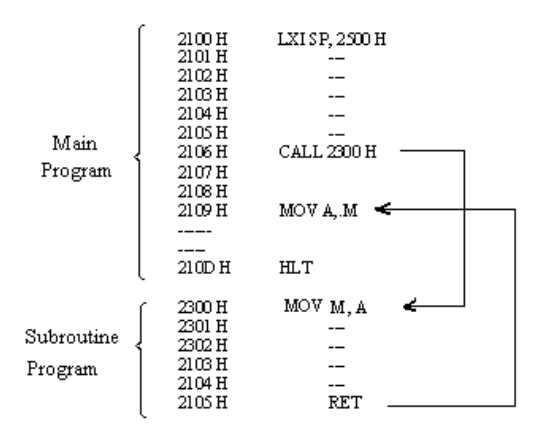 2100 H LXI SP, 2500 H
2101 H ---
2102 H ---
2103 H ---
2104 H ---
2105 H ---
Main Program
2106 H CALL 2300 H
2107 H
2108 H
2109 H MOV A,.M
-----
----
210D H HLT
2300 H MOV M, A
2301 H ---
Subroutine Program
2302 H ---
2103 H ---
2104 H ---
2105 H RET